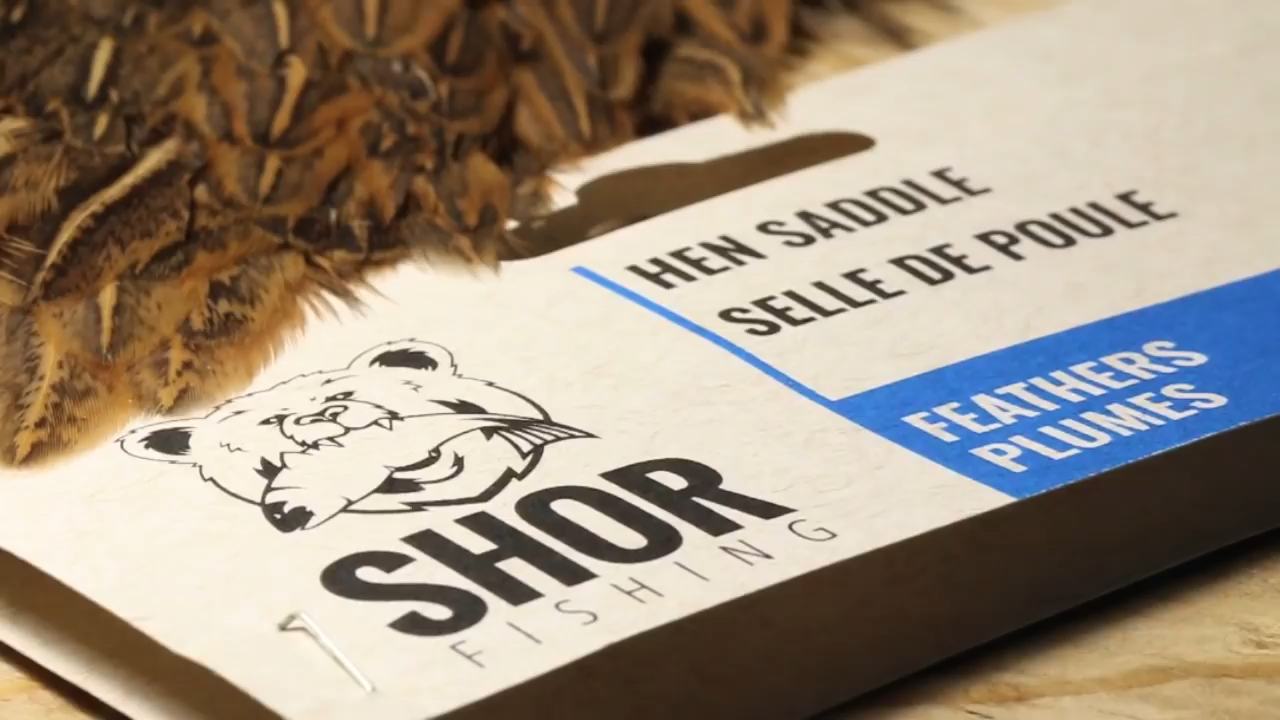 HEN SADDLE
SELLE DE POULE
FEATHERS
PLUMES
SHOR
FISHING